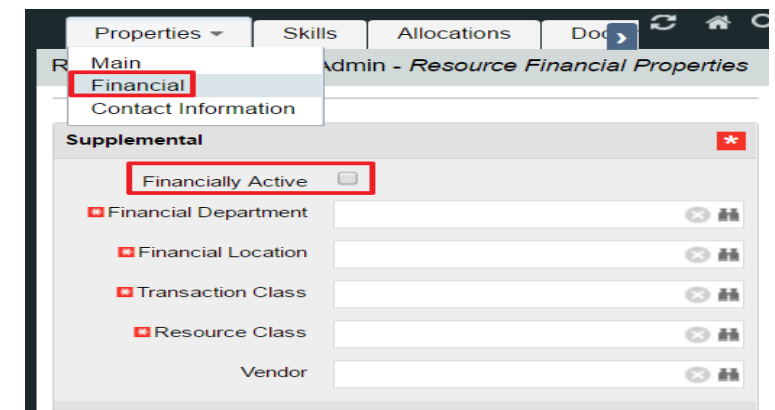 Properties Skills Allocations
Main
Admin - Resource Financial Properties
Financial
Contact Information
Supplemental *
Financially Active
* Financial Department
* Financial Location
* Transaction Class
* Resource Class
Vendor